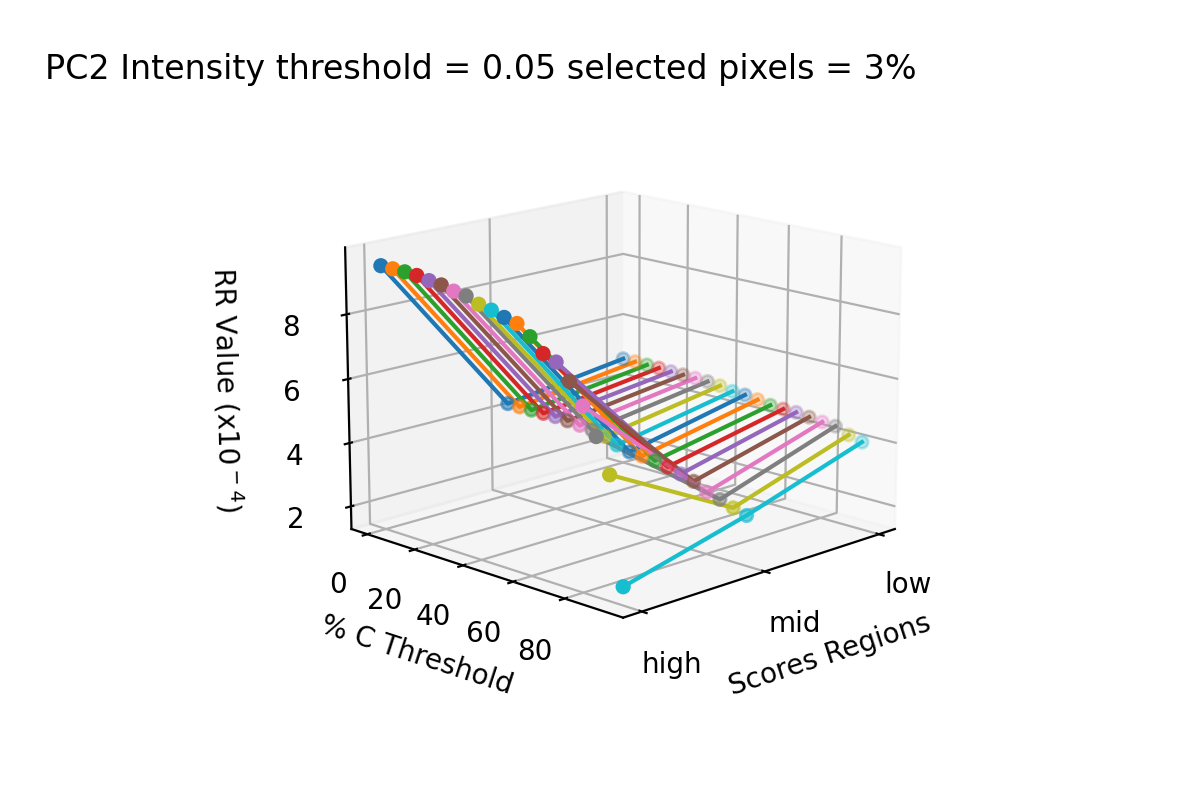 PC2 Intensity threshold = 0.05 selected pixels = 3%
RR Value (x10⁻⁴)
8
6
4
2
0
20
40
60
80
% C Threshold
high
mid
low
Scores Regions